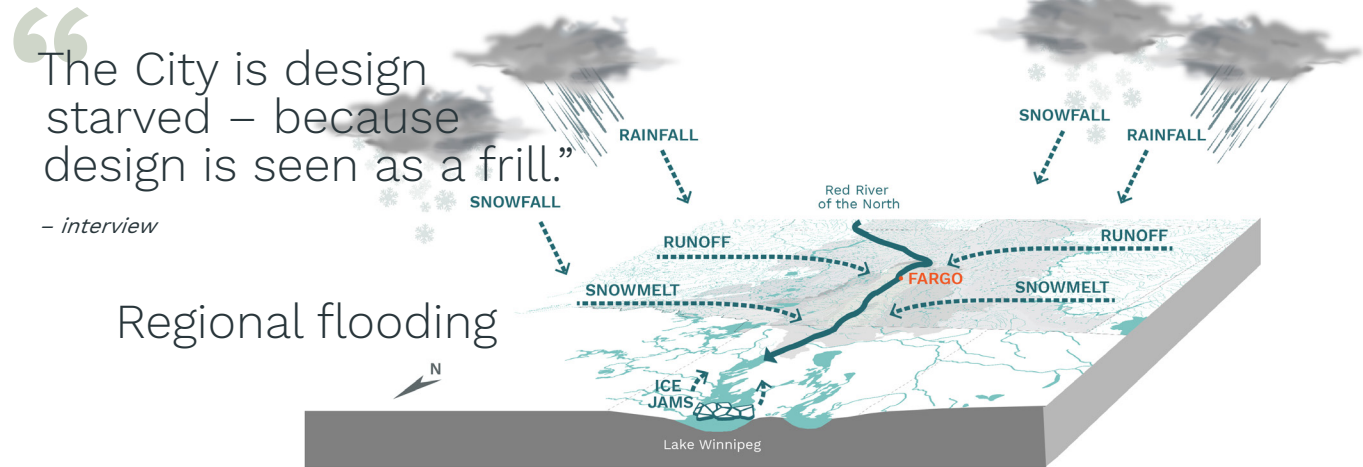 “
The City is design
starved – because
design is seen as a frill.”
– interview
Regional flooding
N
SNOWFALL
RAINFALL
SNOWFALL
RAINFALL
Red River
of the North
RUNOFF
RUNOFF
FARGO
SNOWMELT
SNOWMELT
ICE
JAMS
Lake Winnipeg